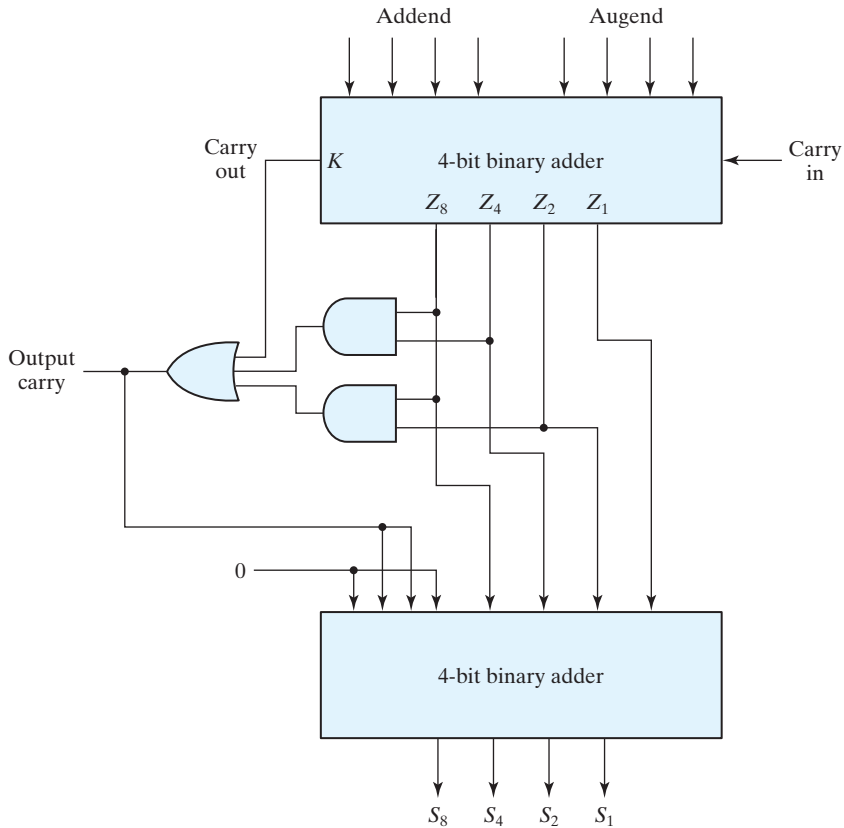 Addend
Augend
Carry
out
K
4-bit binary adder
Carry
in
Z₈
Z₄
Z₂
Z₁
Output
carry
0
4-bit binary adder
S₈
S₄
S₂
S₁